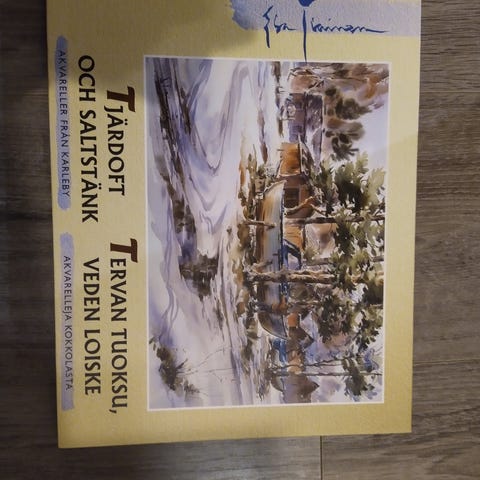 TJÄRDOFT
OCH SALTSTÄNK
AKVARELLER FRÅN KARLEBY
TERVAN TUOKSU,
VEDEN LOISKE
AKVARELLEJA KOKKOLASTA